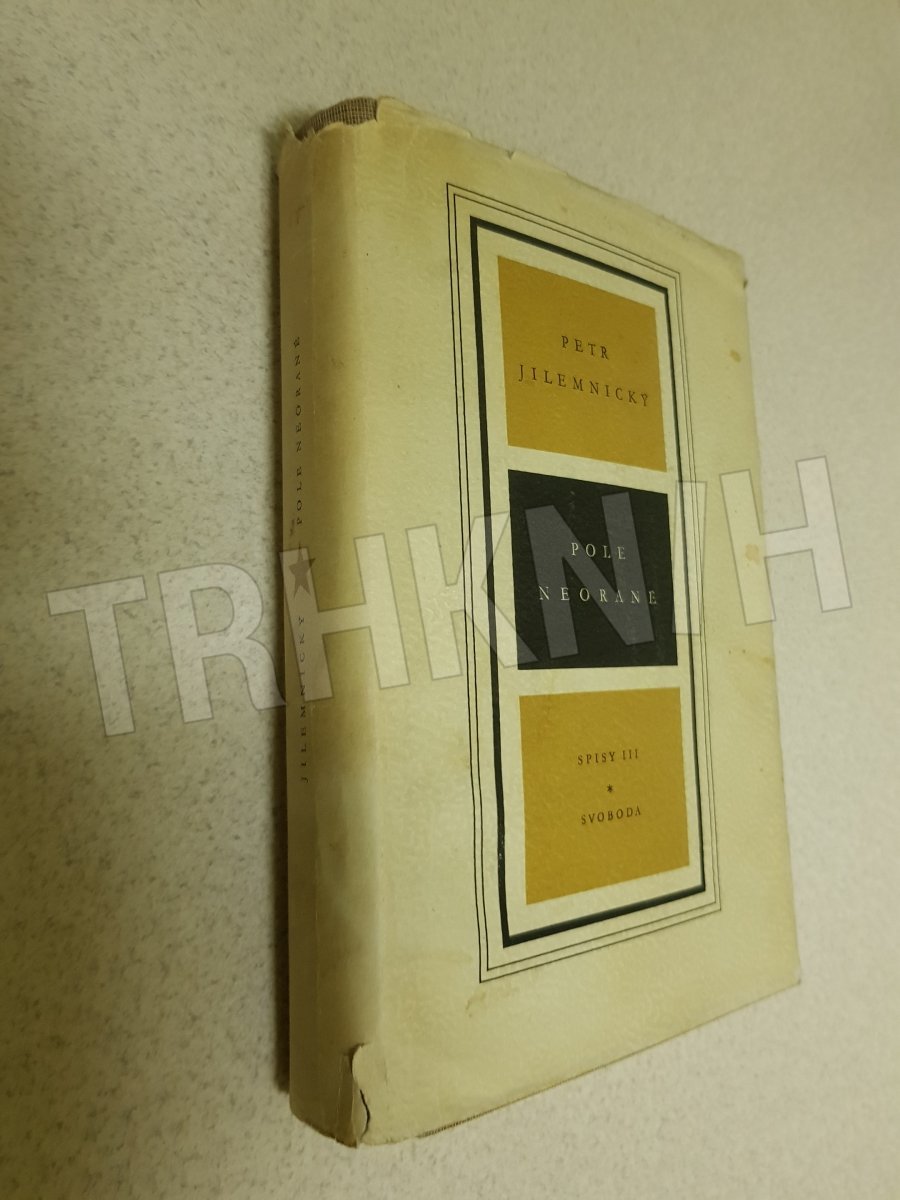 PETR
JILEMNICKÝ
POLE
NEORANÉ
SPISY III
*
SVOBODA
JILEMNICKÝ ★ POLE NEORANÉ
TRHKNIH